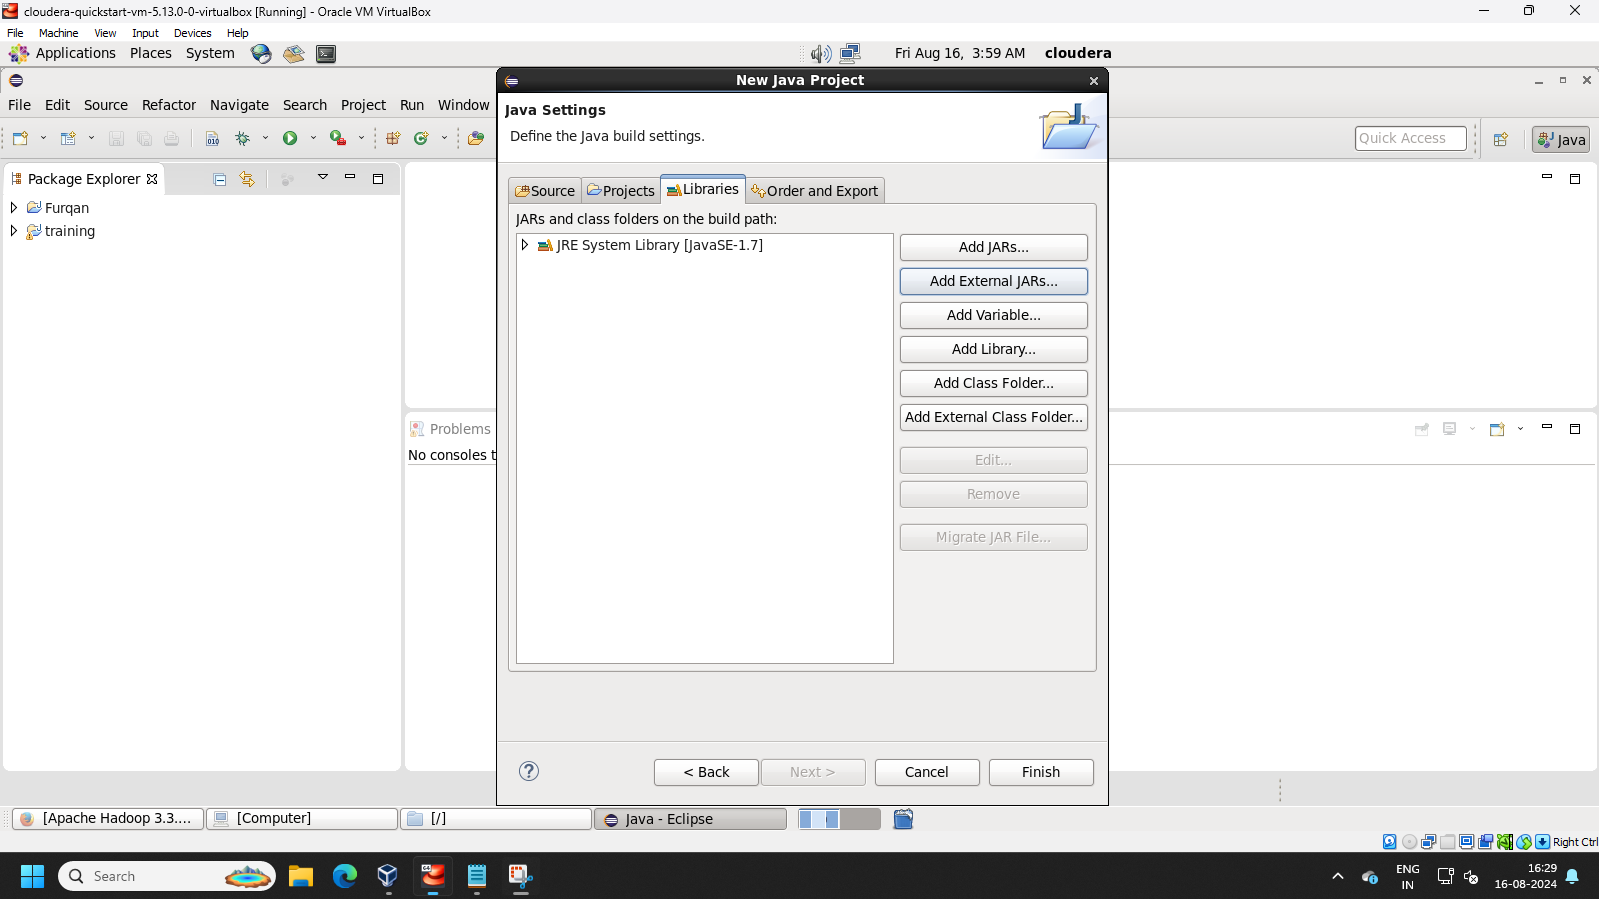 cloudera-quickstart-vm-5.13.0-0-virtualbox [Running] - Oracle VM VirtualBox
File Machine View Input Devices Help
Applications Places System Fri Aug 16, 3:59 AM cloudera
New Java Project
File Edit Source Refactor Navigate Search Project Run Window
Java Settings
Define the Java build settings.
Quick Access Java
Package Explorer
Source Projects Libraries Order and Export
Furqan
training
JARs and class folders on the build path:
JRE System Library [JavaSE-1.7]
Add JARs...
Add External JARs...
Add Variable...
Add Library...
Add Class Folder...
Add External Class Folder...
Edit...
Remove
Migrate JAR File...
Problems
No consoles t
< Back Next > Cancel Finish
[Apache Hadoop 3.3.... [Computer] [/] Java - Eclipse
Right Ctrl
Search
ENG
IN
16:29
16-08-2024